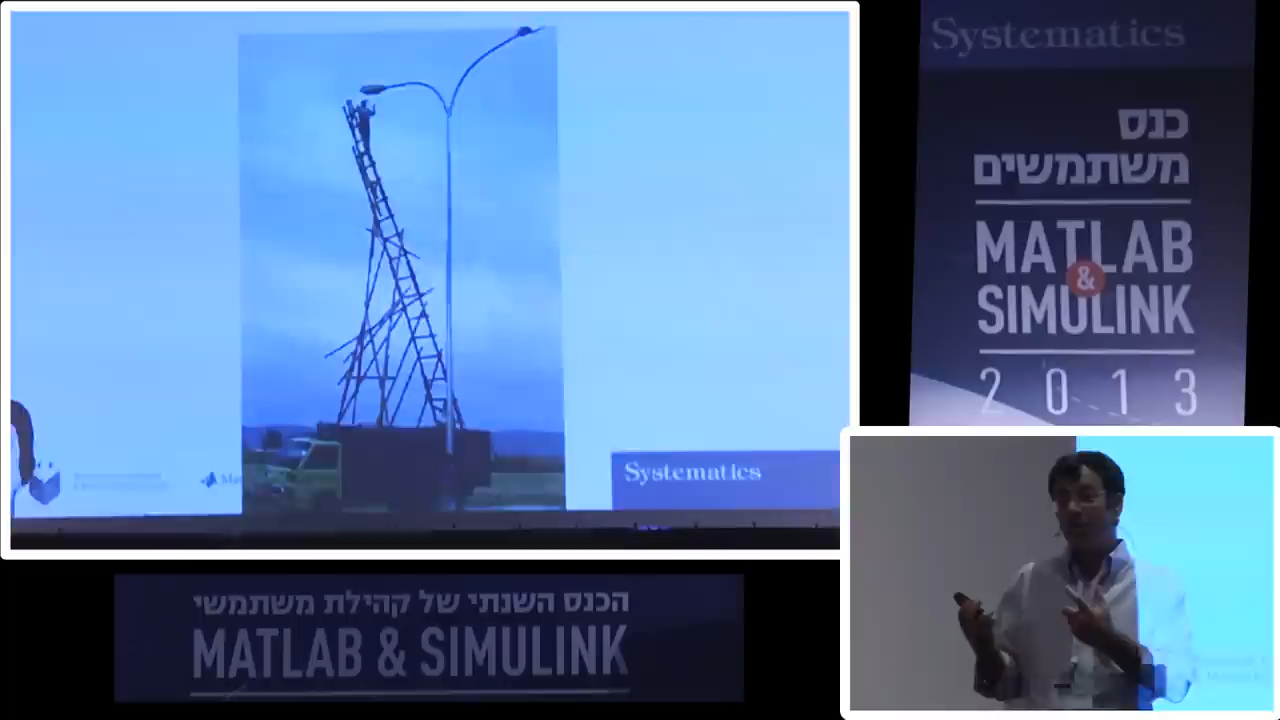 Systematics
כנס
משתמשים
MATLAB
&
SIMULINK
2013
Systematics
הכנס השנתי של קהילת משתמשי
MATLAB & SIMULINK